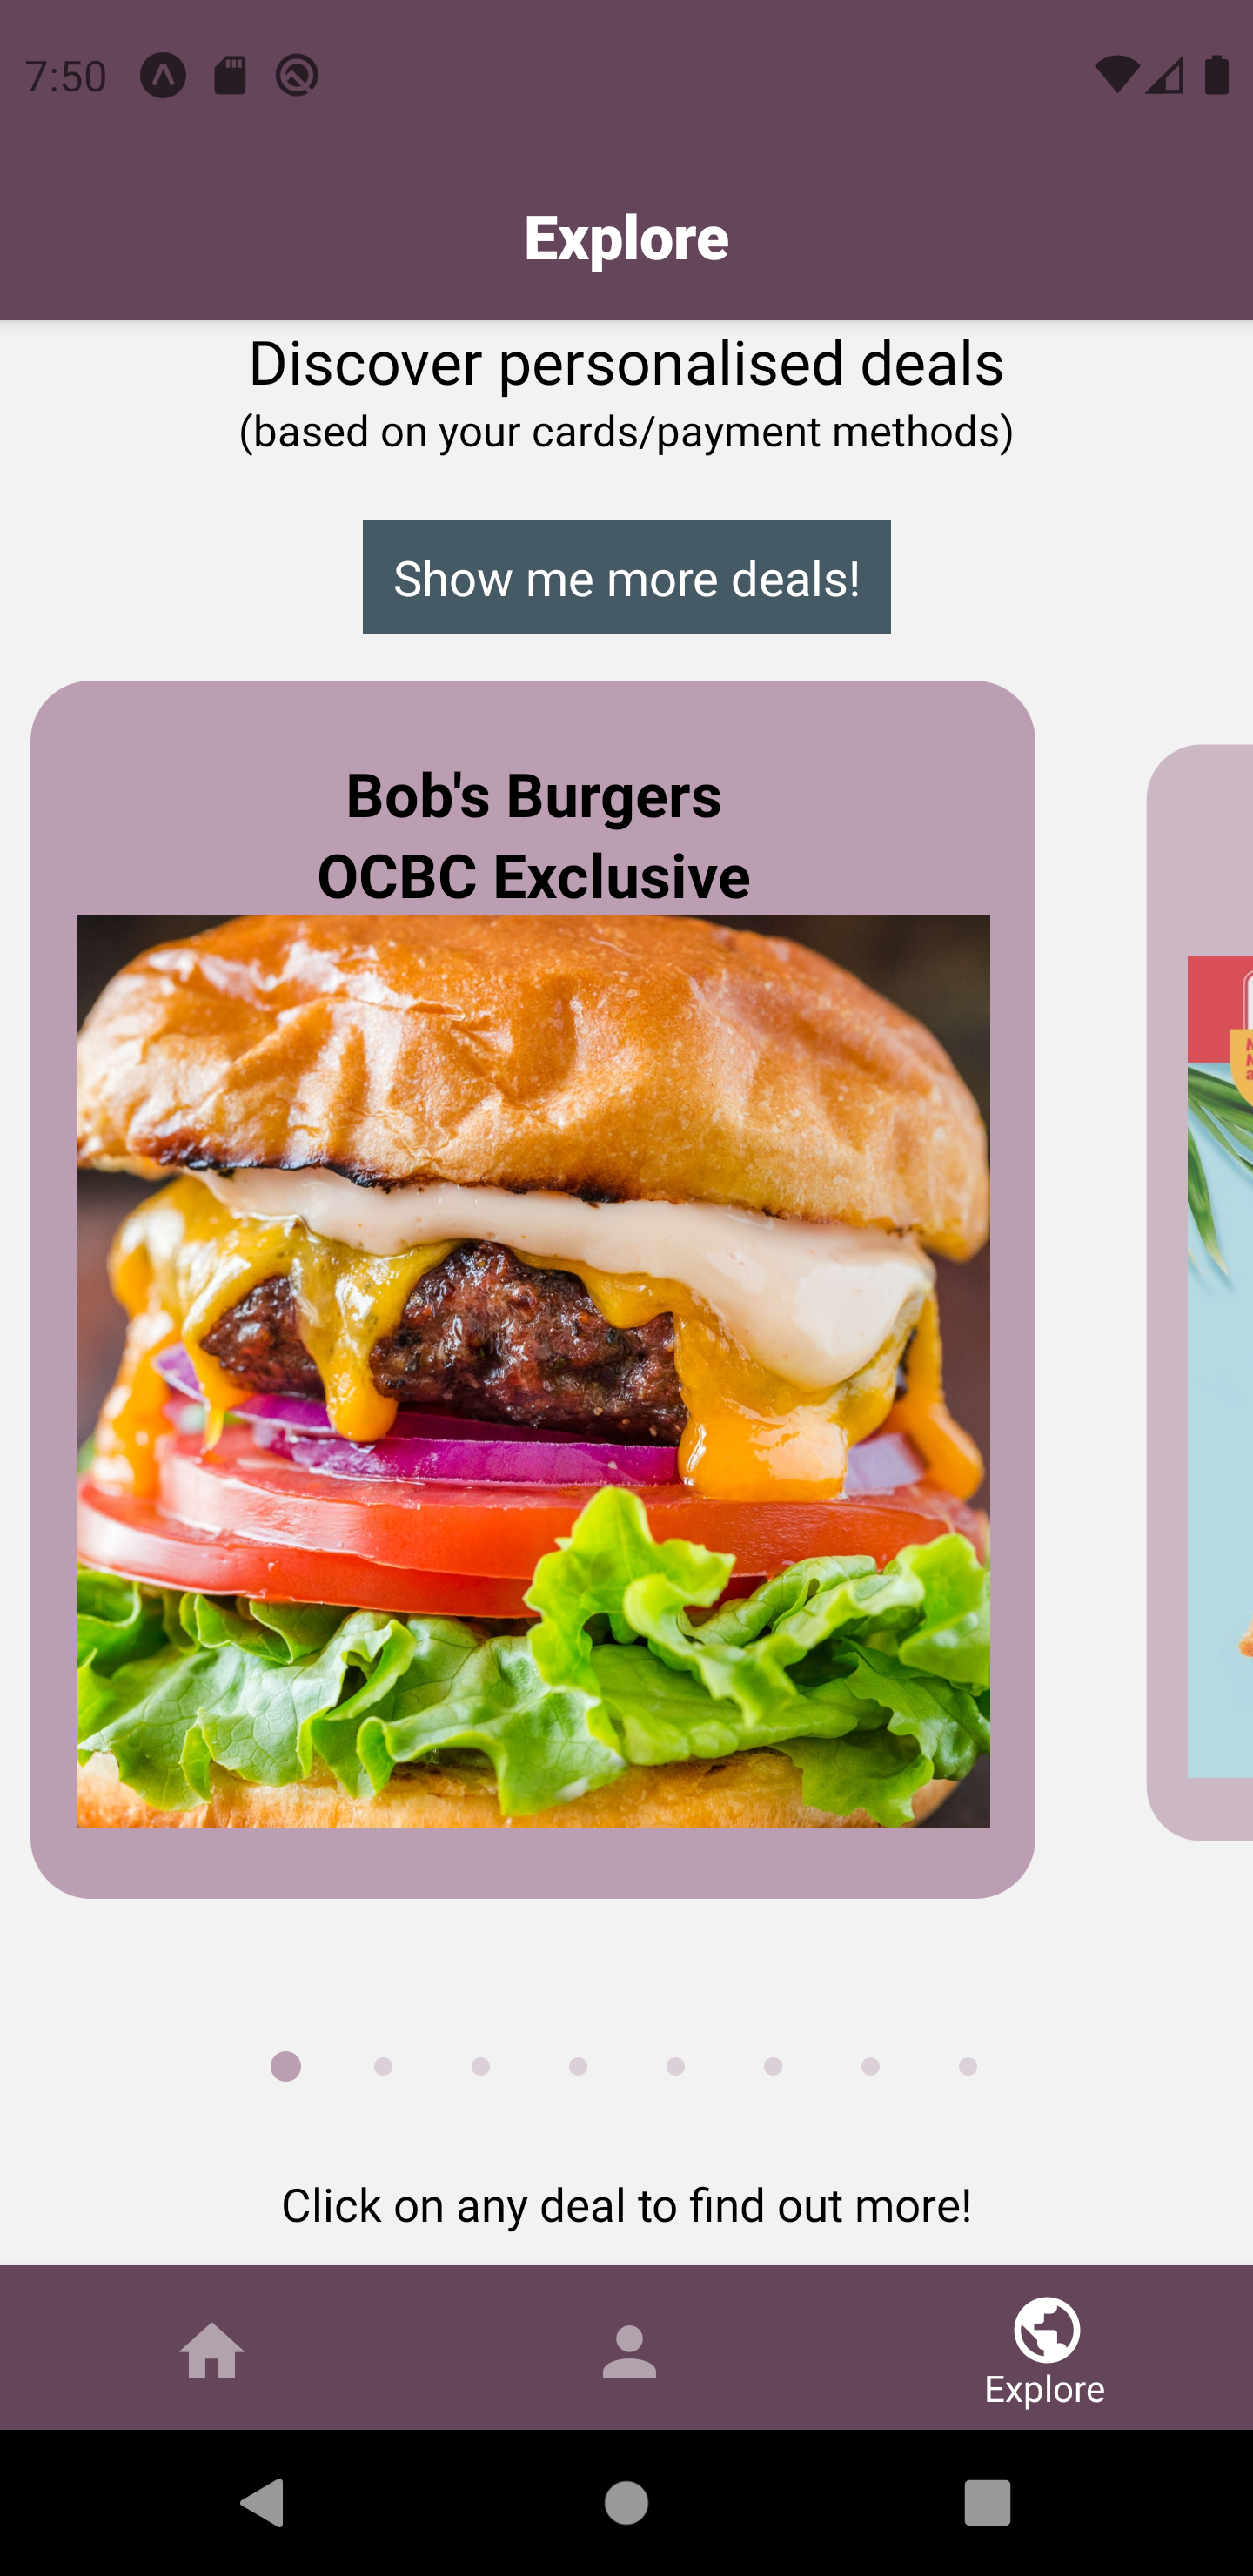 7:50
Explore
Discover personalised deals
(based on your cards/payment methods)
Show me more deals!
Bob's Burgers
OCBC Exclusive
Click on any deal to find out more!
Explore